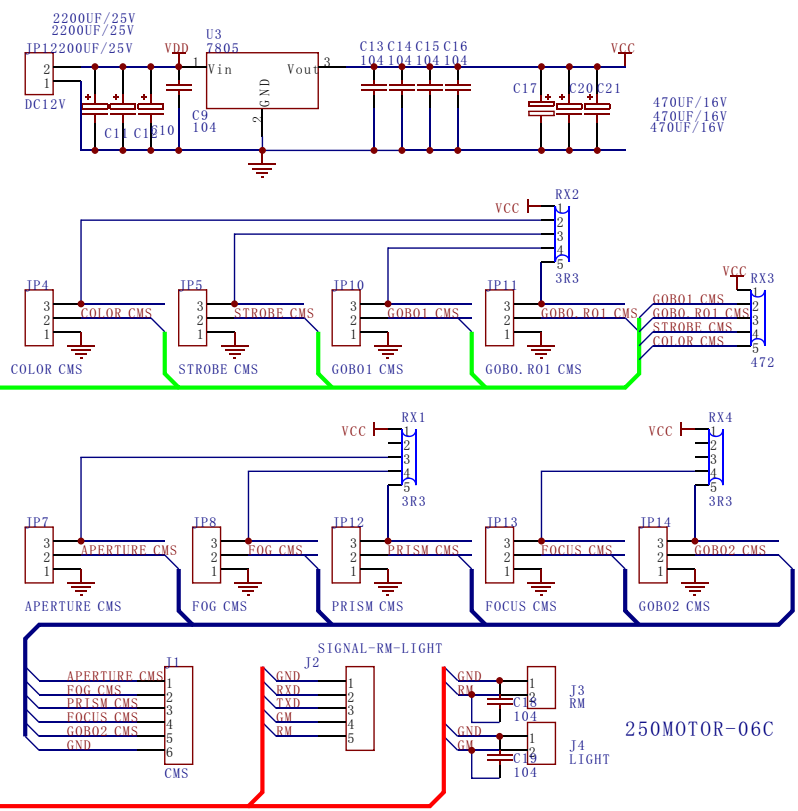 2200UF/25V
2200UF/25V
JP12200UF/25V
VDD
U3
7805
C13 C14 C15 C16
104 104 104 104
VCC
2
1
1
Vin
Vout
3
GND
2
DC12V
C11
C10
C9
104
C17
C20
C21
470UF/16V
470UF/16V
470UF/16V
RX2
VCC
1
2
3
4
5
3R3
JP4
3
2
1
COLOR CMS
COLOR CMS
JP5
3
2
1
STROBE CMS
STROBE CMS
JP10
3
2
1
GOBO1 CMS
GOBO1 CMS
JP11
3
2
1
GOBO.RO1 CMS
GOBO.RO1 CMS
VCC
RX3
GOBO1 CMS
GOBO.RO1 CMS
STROBE CMS
COLOR CMS
1
2
3
4
5
472
RX1
VCC
1
2
3
4
5
3R3
RX4
VCC
1
2
3
4
5
3R3
JP7
3
2
1
APERTURE CMS
APERTURE CMS
JP8
3
2
1
FOG CMS
FOG CMS
JP12
3
2
1
PRISM CMS
PRISM CMS
JP13
3
2
1
FOCUS CMS
FOCUS CMS
JP14
3
2
1
GOBO2 CMS
GOBO2 CMS
SIGNAL-RM-LIGHT
J1
APERTURE CMS 1
FOG CMS 2
PRISM CMS 3
FOCUS CMS 4
GOBO2 CMS 5
GND 6
CMS
J2
GND 1
RXD 2
TXD 3
GM 4
RM 5
GND 1
RM 2
C18
104
J3
RM
GND 1
GM 2
C19
104
J4
LIGHT
250MOTOR-06C